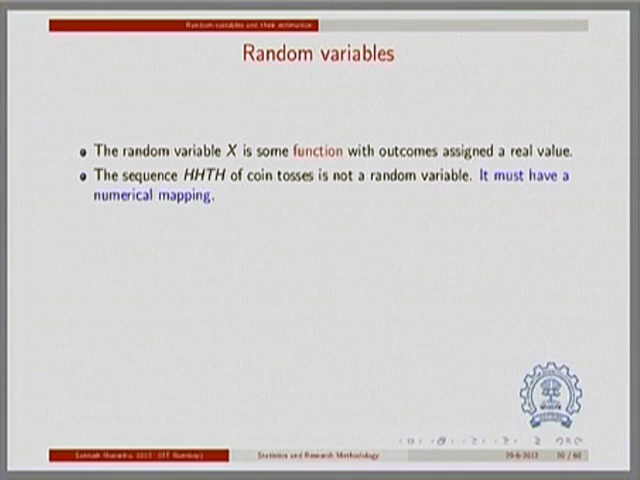 Random variables and their estimation
Random variables
The random variable X is some function with outcomes assigned a real value.
The sequence HHTH of coin tosses is not a random variable. It must have a
numerical mapping.
Statistics and Research Methodology